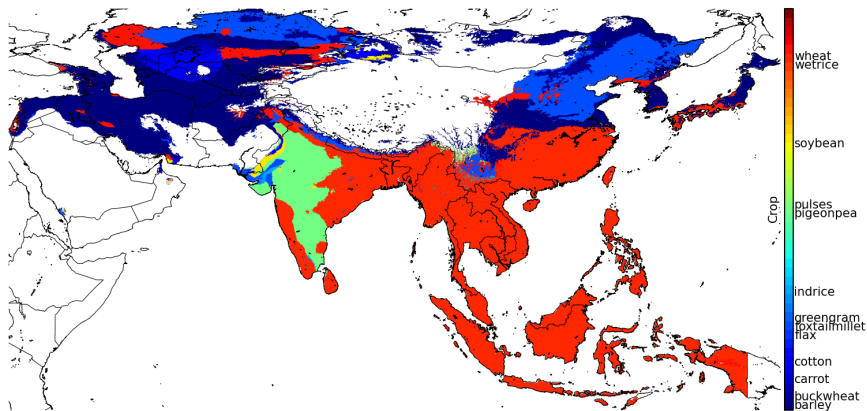 wheat
wetrice
soybean
pulses
pigeonpea
Crop
indrice
greengram
foxtailmillet
flax
cotton
carrot
buckwheat
barley